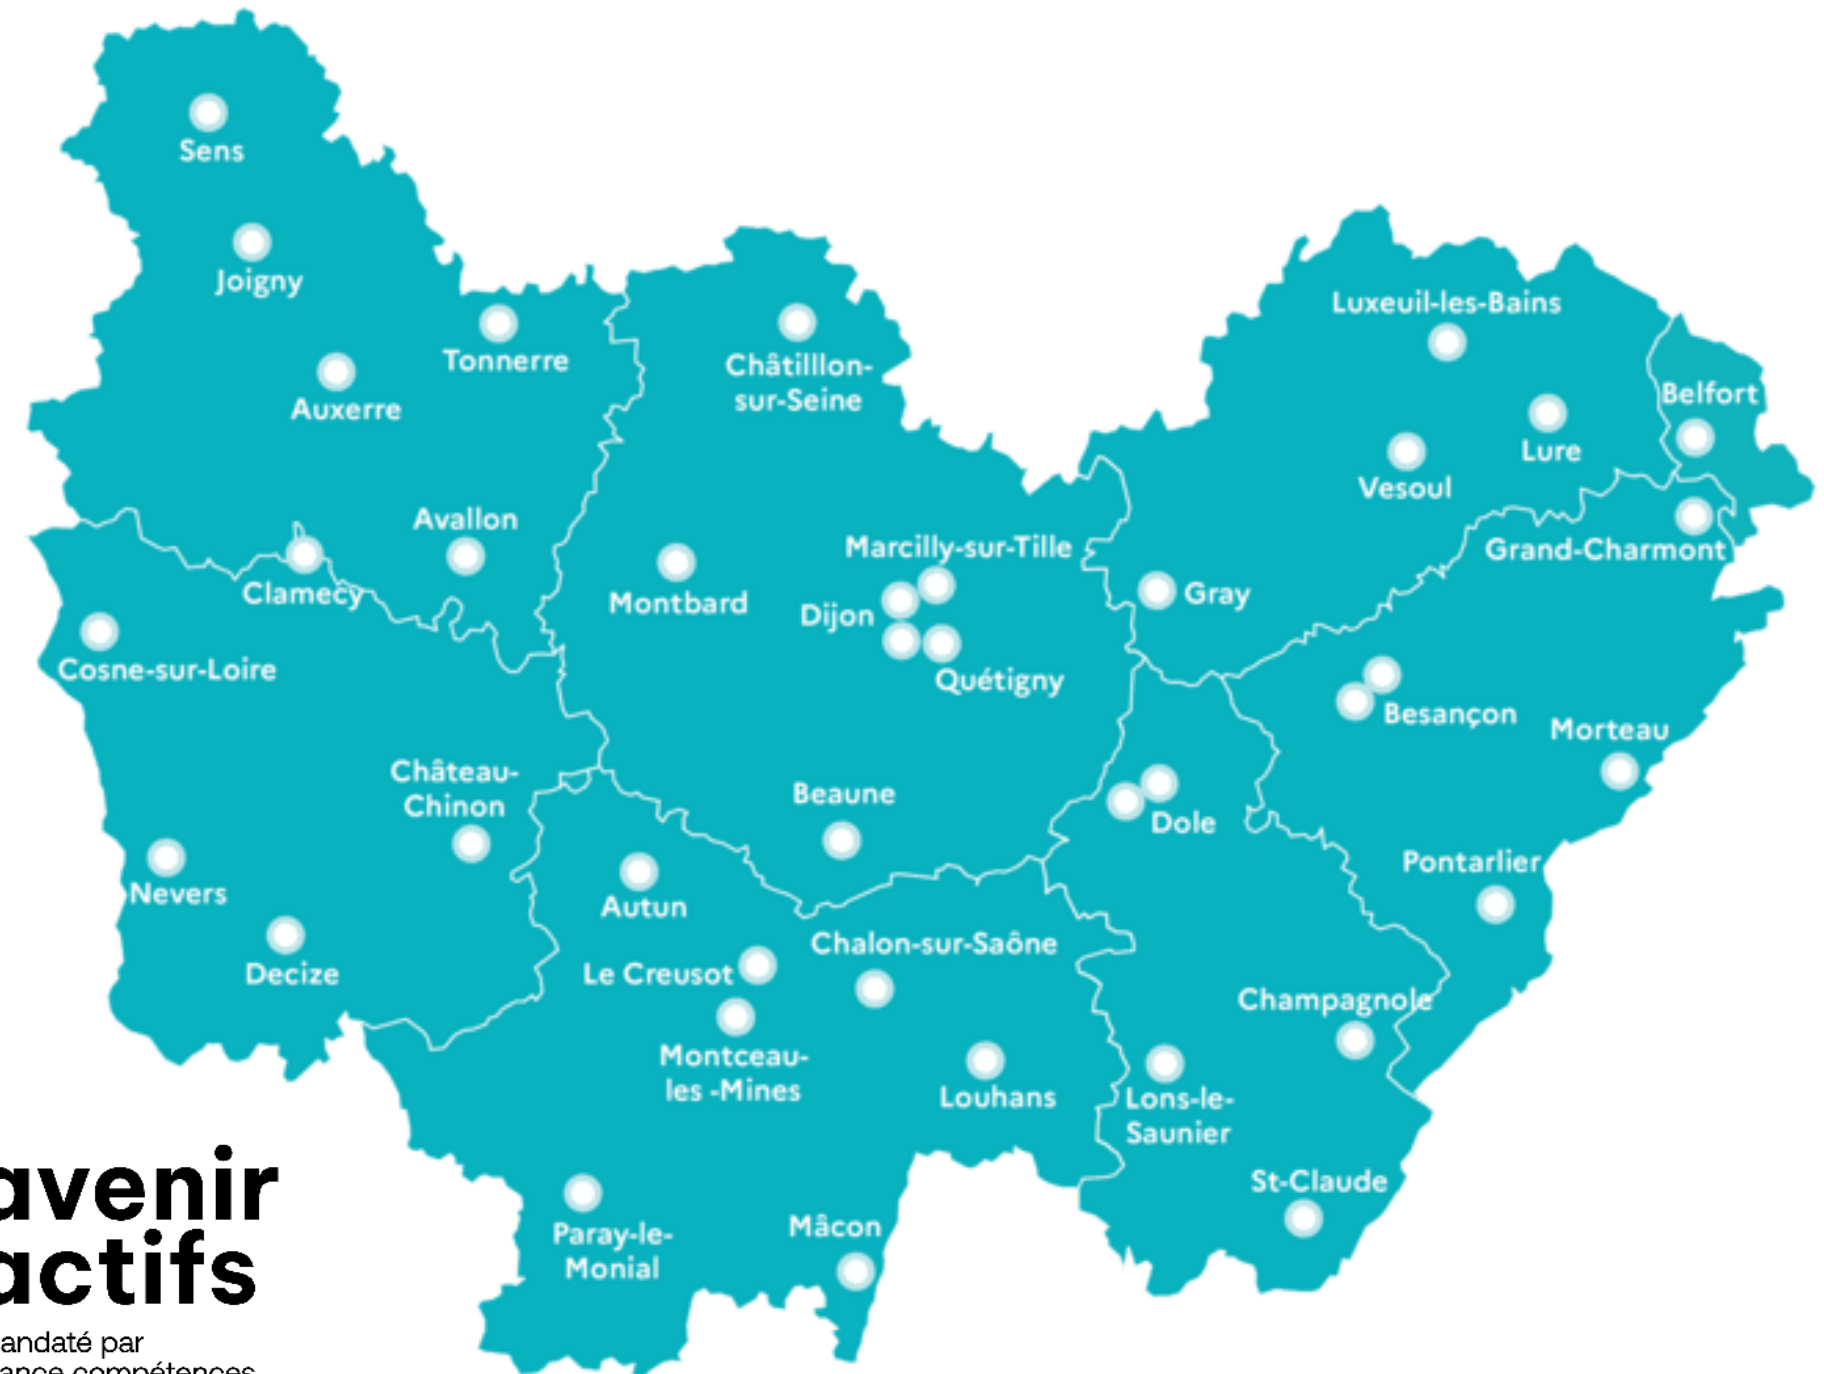 Sens
Joigny
Tonnerre
Auxerre
Châtilllon-
sur-Seine
Luxeuil-les-Bains
Belfort
Lure
Vesoul
Avallon
Clamecy
Marcilly-sur-Tille
Grand-Charmont
Montbard
Dijon
Gray
Cosne-sur-Loire
Quétigny
Besançon
Morteau
Château-
Chinon
Beaune
Dole
Pontarlier
Nevers
Autun
Decize
Le Creusot
Chalon-sur-Saône
Champagnole
Montceau-
les -Mines
Louhans
Lons-le-
Saunier
St-Claude
Paray-le-
Monial
Mâcon
avenir
actifs
andaté par
ance compétences